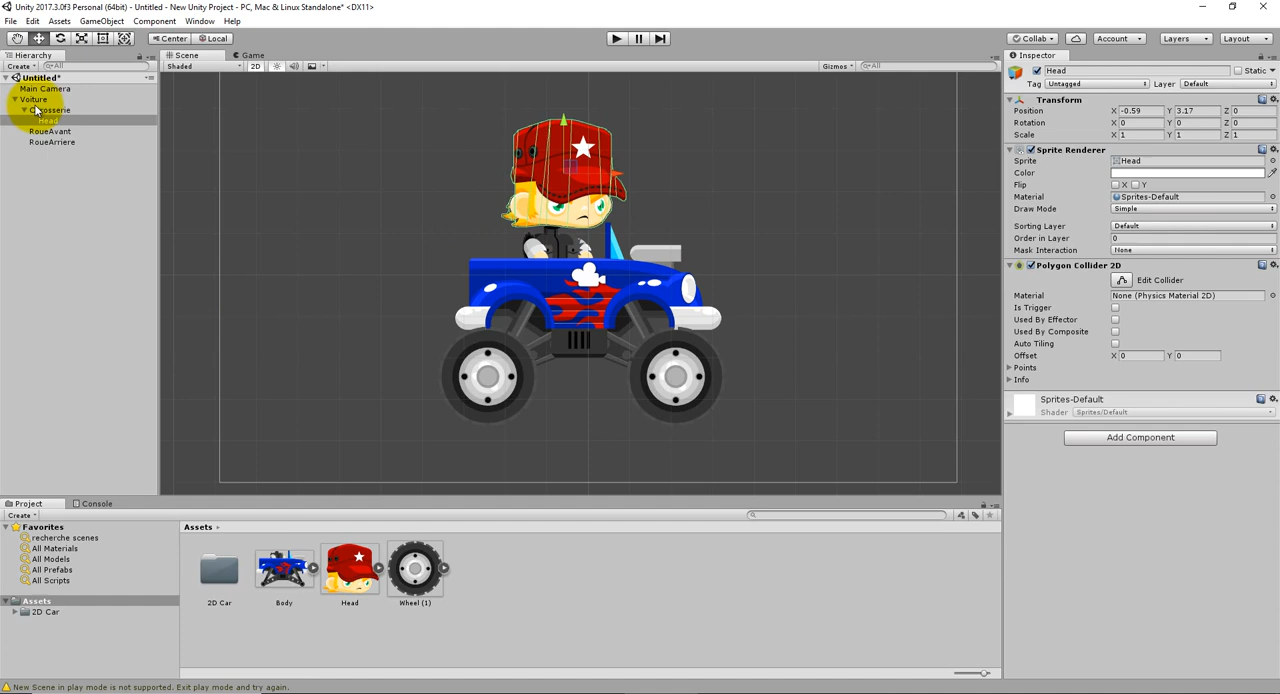 Unity 2017.3.0f3 Personal (64bit) - Untitled - New Unity Project - PC, Mac & Linux Standalone* <DX11>
File Edit Assets GameObject Component Window Help
Center Local Collab Account Layers Layout
Hierarchy Scene Game Inspector
Create All Shaded 2D Gizmos All Head Static
Untitled*
Tag Untagged Layer Default
Main Camera
Voiture
Transform
Position X -0.59 Y 3.17 Z 0
Head
Rotation X 0 Y 0 Z 0
RoueAvant
Scale X 1 Y 1 Z 1
RoueArriere
Sprite Renderer
Sprite Head
Color
Flip X Y
Material Sprites-Default
Draw Mode Simple
Sorting Layer Default
Order in Layer 0
Mask Interaction None
Polygon Collider 2D
Edit Collider
Material None (Physics Material 2D)
Is Trigger
Used By Effector
Used By Composite
Auto Tiling
Offset X 0 Y 0
Points
Info
Sprites-Default
Shader Sprites/Default
Add Component
Project Console
Create
Favorites
recherche scenes
All Materials
All Models
All Prefabs
All Scripts
Assets
2D Car
Assets
2D Car Body Head Wheel (1)
New Scene in play mode is not supported. Exit play mode and try again.